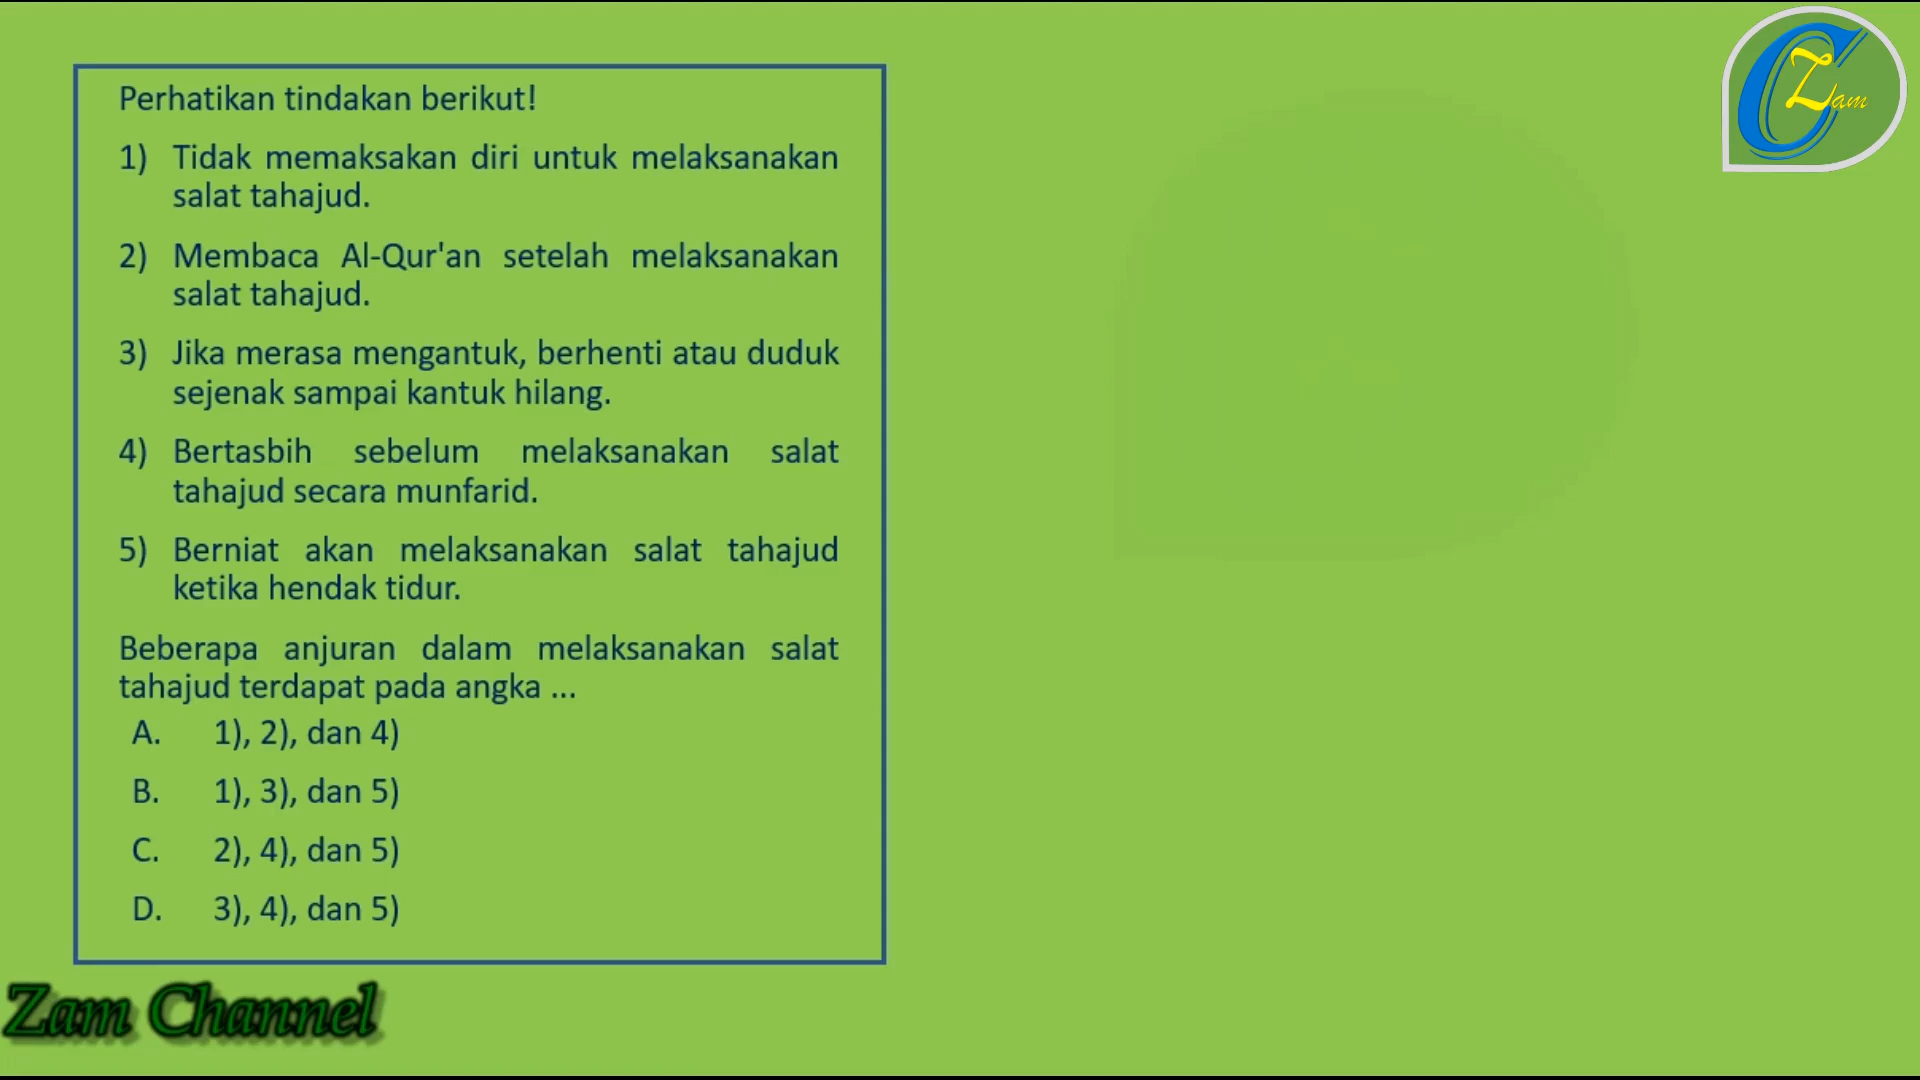 Perhatikan tindakan berikut!
1) Tidak memaksakan diri untuk melaksanakan
salat tahajud.
2) Membaca Al-Qur'an setelah melaksanakan
salat tahajud.
3) Jika merasa mengantuk, berhenti atau duduk
sejenak sampai kantuk hilang.
4) Bertasbih sebelum melaksanakan salat
tahajud secara munfarid.
5) Berniat akan melaksanakan salat tahajud
ketika hendak tidur.
Beberapa anjuran dalam melaksanakan salat
tahajud terdapat pada angka ...
A. 1), 2), dan 4)
B. 1), 3), dan 5)
C. 2), 4), dan 5)
D. 3), 4), dan 5)
Zam Channel
C Zam